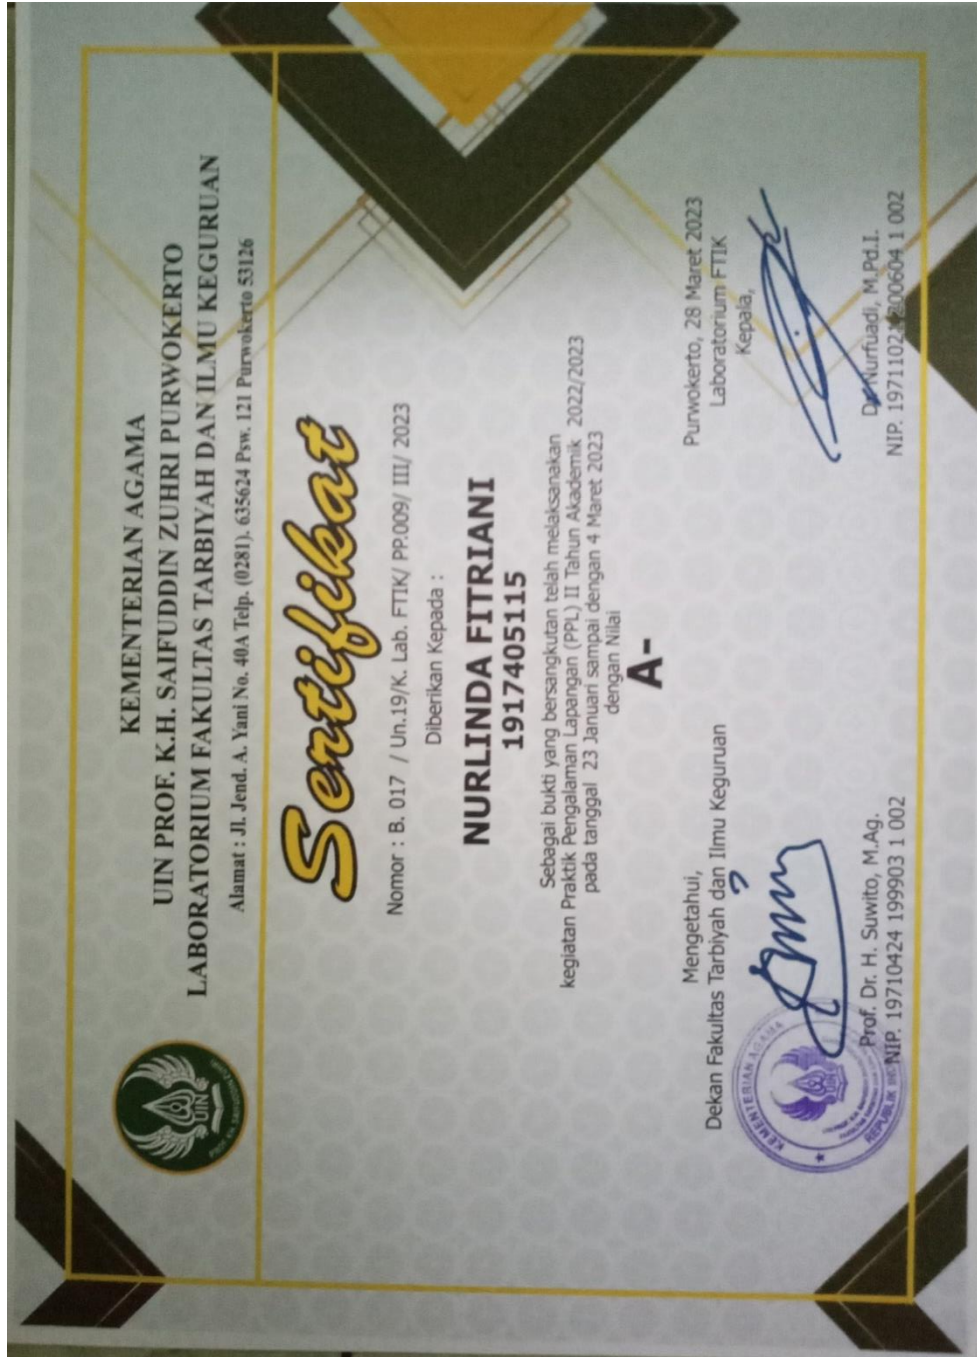 KEMENTERIAN AGAMA
UIN PROF. K.H. SAIFUDDIN ZUHRI PURWOKERTO
LABORATORIUM FAKULTAS TARBIYAH DAN ILMU KEGURUAN
Alamat : Jl. Jend. A. Yani No. 40A Telp. (0281). 635624 Psw. 121 Purwokerto 53126
UIN
Sertifikat
Nomor : B. 017 / Un.19/K. Lab. FTIK/ PP.009/ III/ 2023
Diberikan Kepada :
NURLINDA FITRIANI
1917405115
Sebagai bukti yang bersangkutan telah melaksanakan
kegiatan Praktik Pengalaman Lapangan (PPL) II Tahun Akademik 2022/2023
pada tanggal 23 Januari sampai dengan 4 Maret 2023
dengan Nilai
A-
Mengetahui,
Dekan Fakultas Tarbiyah dan Ilmu Keguruan
KEMENTERIAN AGAMA
UIN
REPUBLIK
Prof. Dr. H. Suwito, M.Ag.
NIP. 19710424 199903 1 002
Purwokerto, 28 Maret 2023
Laboratorium FTIK
Kepala,
Dr. Nurfuadi, M.Pd.I.
NIP. 19711021 200604 1 002